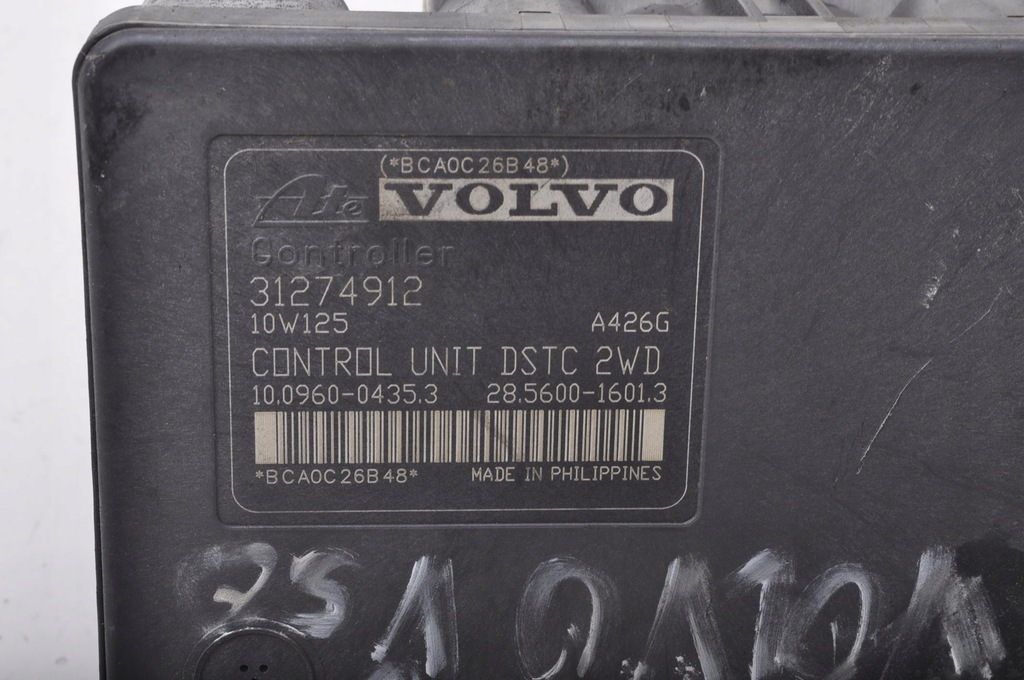 (*BCA0C26B48*)
Ate VOLVO
Controller
31274912
10W125 A426G
CONTROL UNIT DSTC 2WD
10.0960-0435.3 28.5600-1601.3
*BCA0C26B48* MADE IN PHILIPPINES